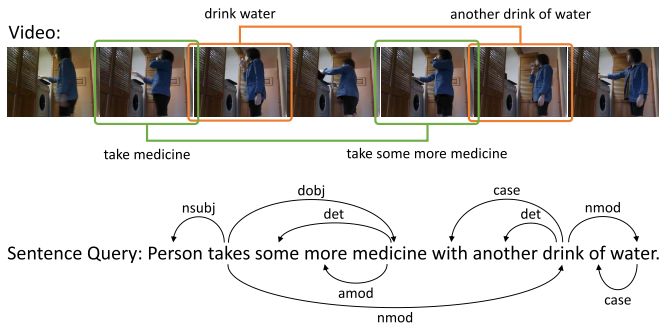 drink water
another drink of water
Video:
take medicine
take some more medicine
dobj
case
nsubj
det
det
nmod
Sentence Query: Person takes some more medicine with another drink of water.
amod
case
nmod